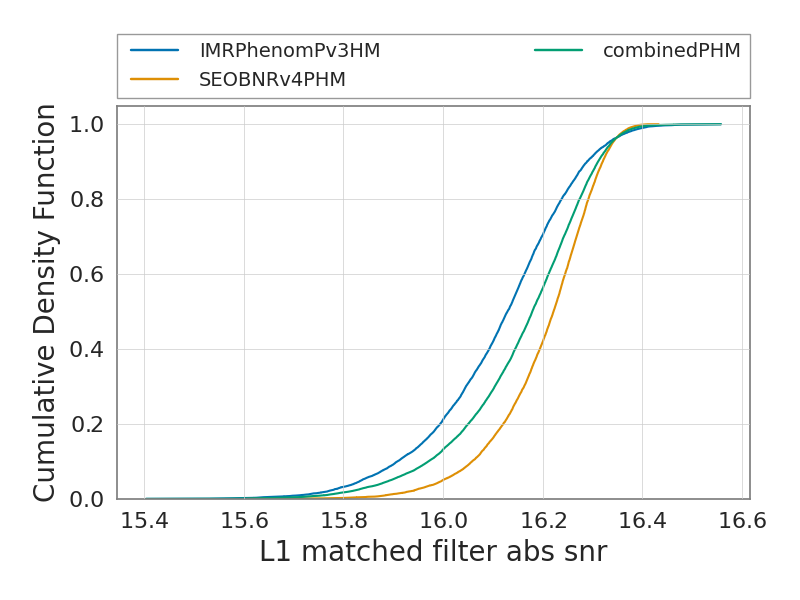 IMRPhenomPv3HM
SEOBNRv4PHM
combinedPHM
Cumulative Density Function
1.0
0.8
0.6
0.4
0.2
0.0
15.4 15.6 15.8 16.0 16.2 16.4 16.6
L1 matched filter abs snr